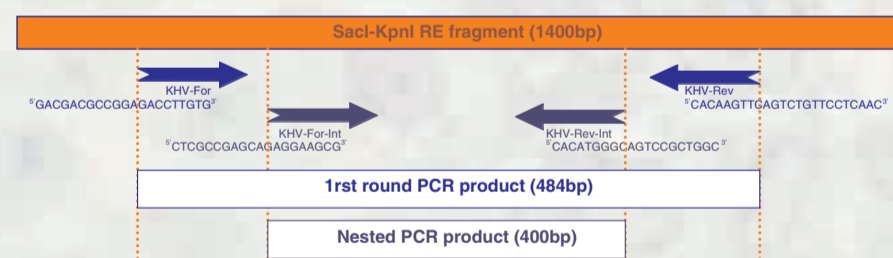 SacI-KpnI RE fragment (1400bp)
KHV-For
5'GACGACGCCGGAGACCTTGTG3'
KHV-Rev
5'CACAAGTTCAGTCTGTTCCTCAAC3'
KHV-For-Int
5'CTCGCCGAGCAGAGGAAGCG3'
KHV-Rev-Int
5'CACATGGGCAGTCCGCTGGC3'
1rst round PCR product (484bp)
Nested PCR product (400bp)